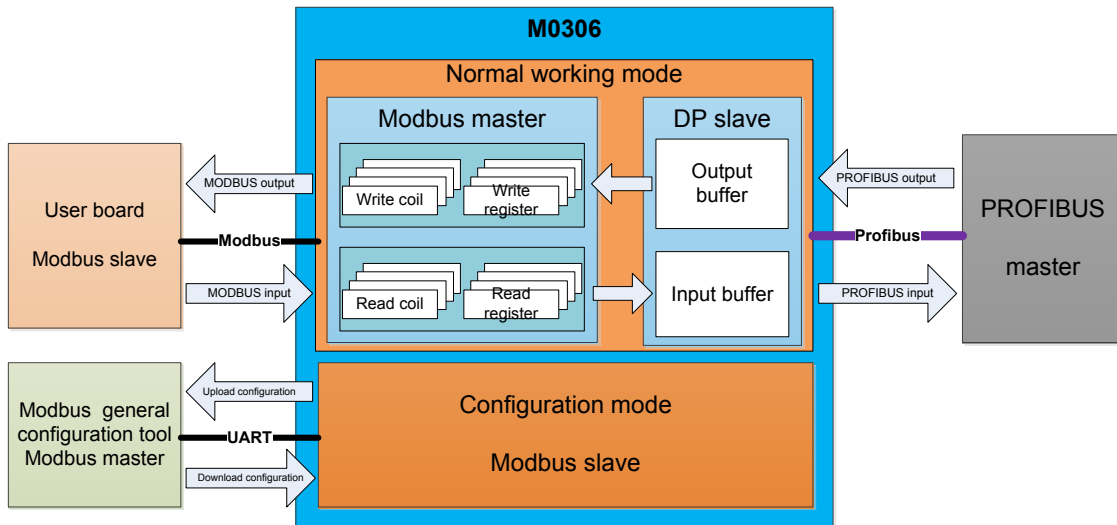 M0306
Normal working mode
Modbus master
DP slave
Write coil
Write
register
Output
buffer
Read coil
Read
register
Input buffer
User board
Modbus slave
MODBUS output
Modbus
MODBUS input
PROFIBUS output
Profibus
PROFIBUS input
PROFIBUS
master
Modbus general
configuration tool
Modbus master
Upload configuration
UART
Download configuration
Configuration mode
Modbus slave